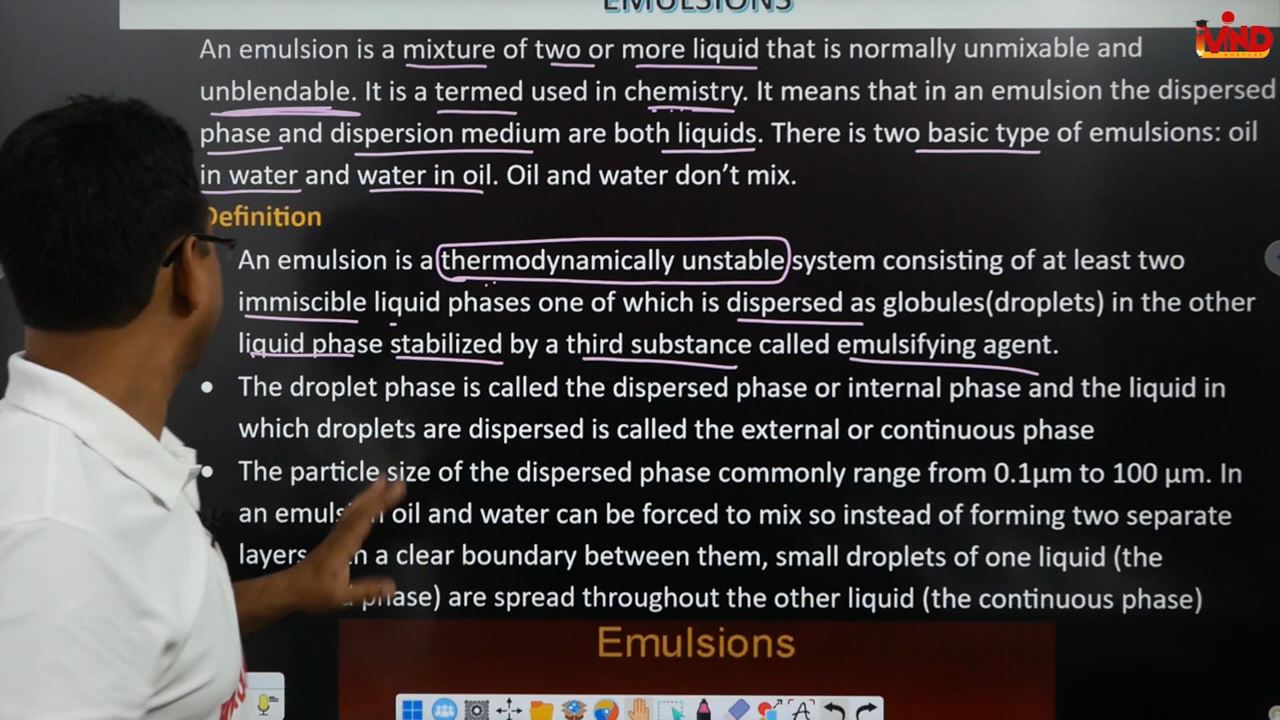 EMULSIONS
An emulsion is a mixture of two or more liquid that is normally unmixable and
unblendable. It is a termed used in chemistry. It means that in an emulsion the dispersed
phase and dispersion medium are both liquids. There is two basic type of emulsions: oil
in water and water in oil. Oil and water don't mix.
Definition
An emulsion is a thermodynamically unstable system consisting of at least two
immiscible liquid phases one of which is dispersed as globules(droplets) in the other
liquid phase stabilized by a third substance called emulsifying agent.
• The droplet phase is called the dispersed phase or internal phase and the liquid in
which droplets are dispersed is called the external or continuous phase
• The particle size of the dispersed phase commonly range from 0.1µm to 100 µm. In
an emulsion oil and water can be forced to mix so instead of forming two separate
layers a clear boundary between them, small droplets of one liquid (the
phase) are spread throughout the other liquid (the continuous phase)
Emulsions
MIND